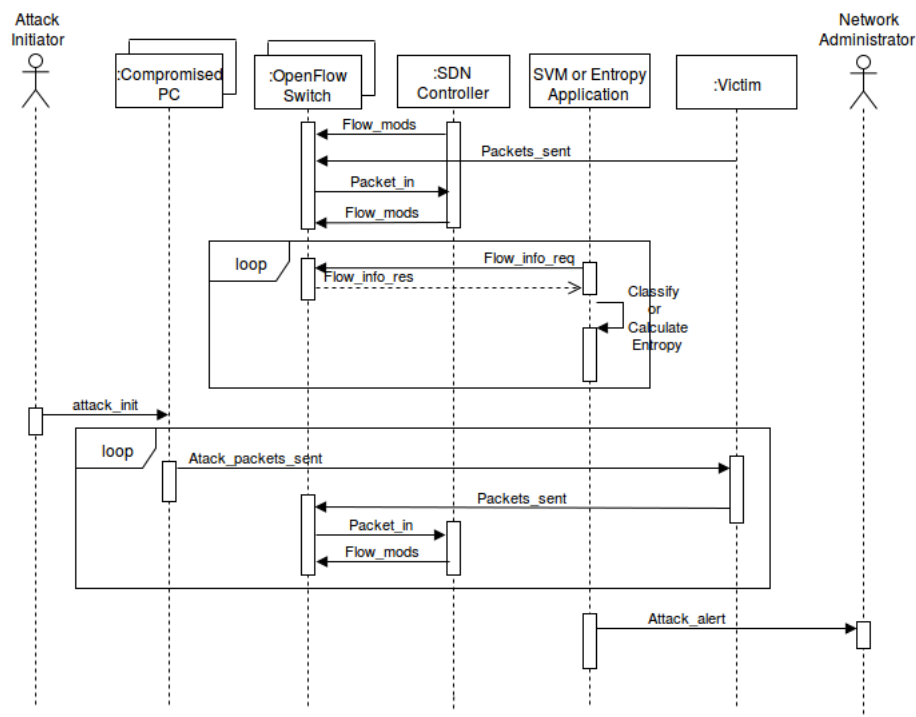 Attack
Initiator
Network
Administrator
:Compromised
PC
:OpenFlow
Switch
:SDN
Controller
SVM or Entropy
Application
:Victim
Flow_mods
Packets_sent
Packet_in
Flow_mods
loop
Flow_info_req
Flow_info_res
Classify
or
Calculate
Entropy
attack_init
loop
Atack_packets_sent
Packets_sent
Packet_in
Flow_mods
Attack_alert